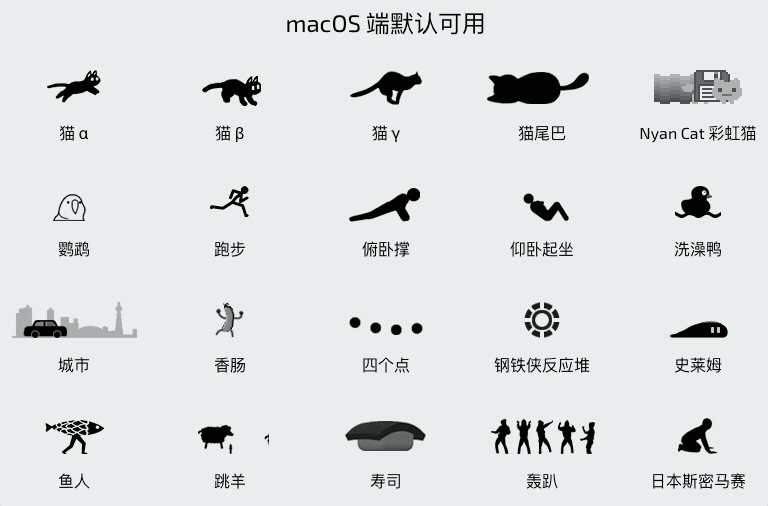 macOS 端默认可用
猫 α
猫 β
猫 γ
猫尾巴
Nyan Cat 彩虹猫
鹦鹉
跑步
俯卧撑
仰卧起坐
洗澡鸭
城市
香肠
四个点
钢铁侠反应堆
史莱姆
鱼人
跳羊
寿司
轰趴
日本斯密马赛